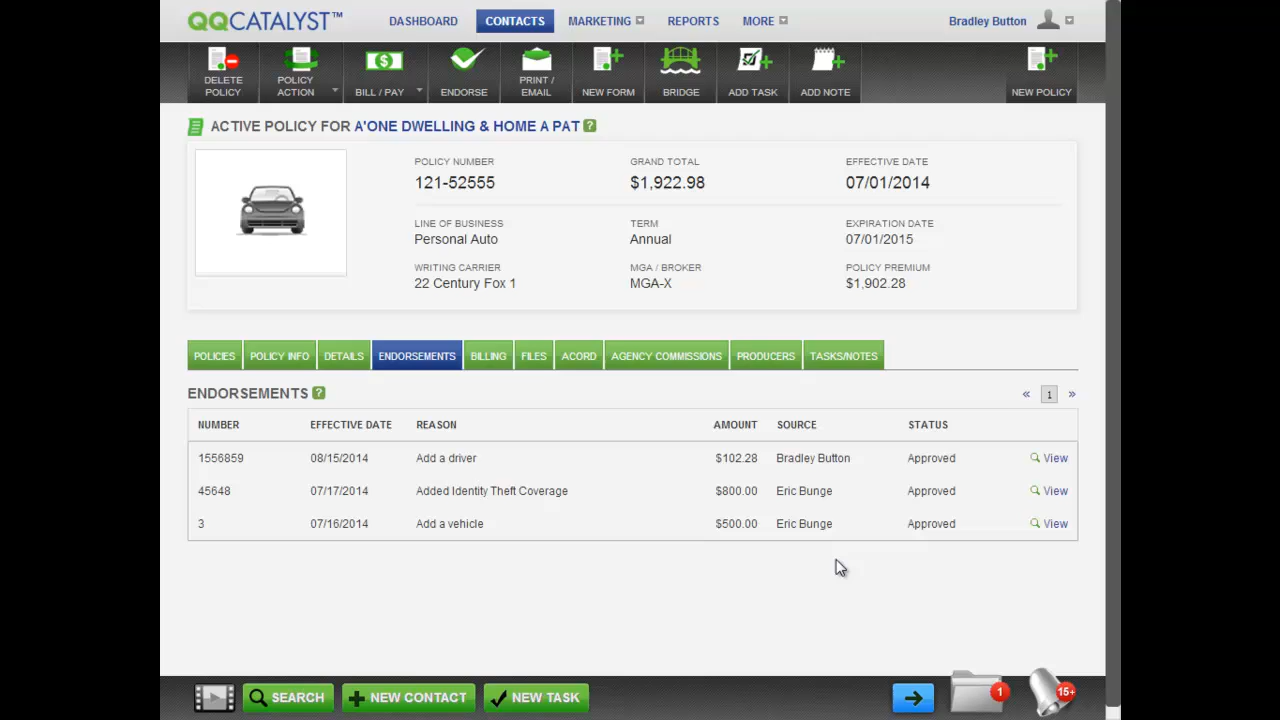 QQCATALYST™ DASHBOARD CONTACTS MARKETING REPORTS MORE Bradley Button
DELETE POLICY POLICY ACTION BILL / PAY ENDORSE PRINT / EMAIL NEW FORM BRIDGE ADD TASK ADD NOTE NEW POLICY
ACTIVE POLICY FOR A'ONE DWELLING & HOME A PAT ?
POLICY NUMBER GRAND TOTAL EFFECTIVE DATE
121-52555 $1,922.98 07/01/2014
LINE OF BUSINESS TERM EXPIRATION DATE
Personal Auto Annual 07/01/2015
WRITING CARRIER MGA / BROKER POLICY PREMIUM
22 Century Fox 1 MGA-X $1,902.28
POLICIES POLICY INFO DETAILS ENDORSEMENTS BILLING FILES ACORD AGENCY COMMISSIONS PRODUCERS TASKS/NOTES
ENDORSEMENTS ? « 1 »
NUMBER EFFECTIVE DATE REASON AMOUNT SOURCE STATUS
1556859 08/15/2014 Add a driver $102.28 Bradley Button Approved View
45648 07/17/2014 Added Identity Theft Coverage $800.00 Eric Bunge Approved View
3 07/16/2014 Add a vehicle $500.00 Eric Bunge Approved View
SEARCH NEW CONTACT NEW TASK 1 15+